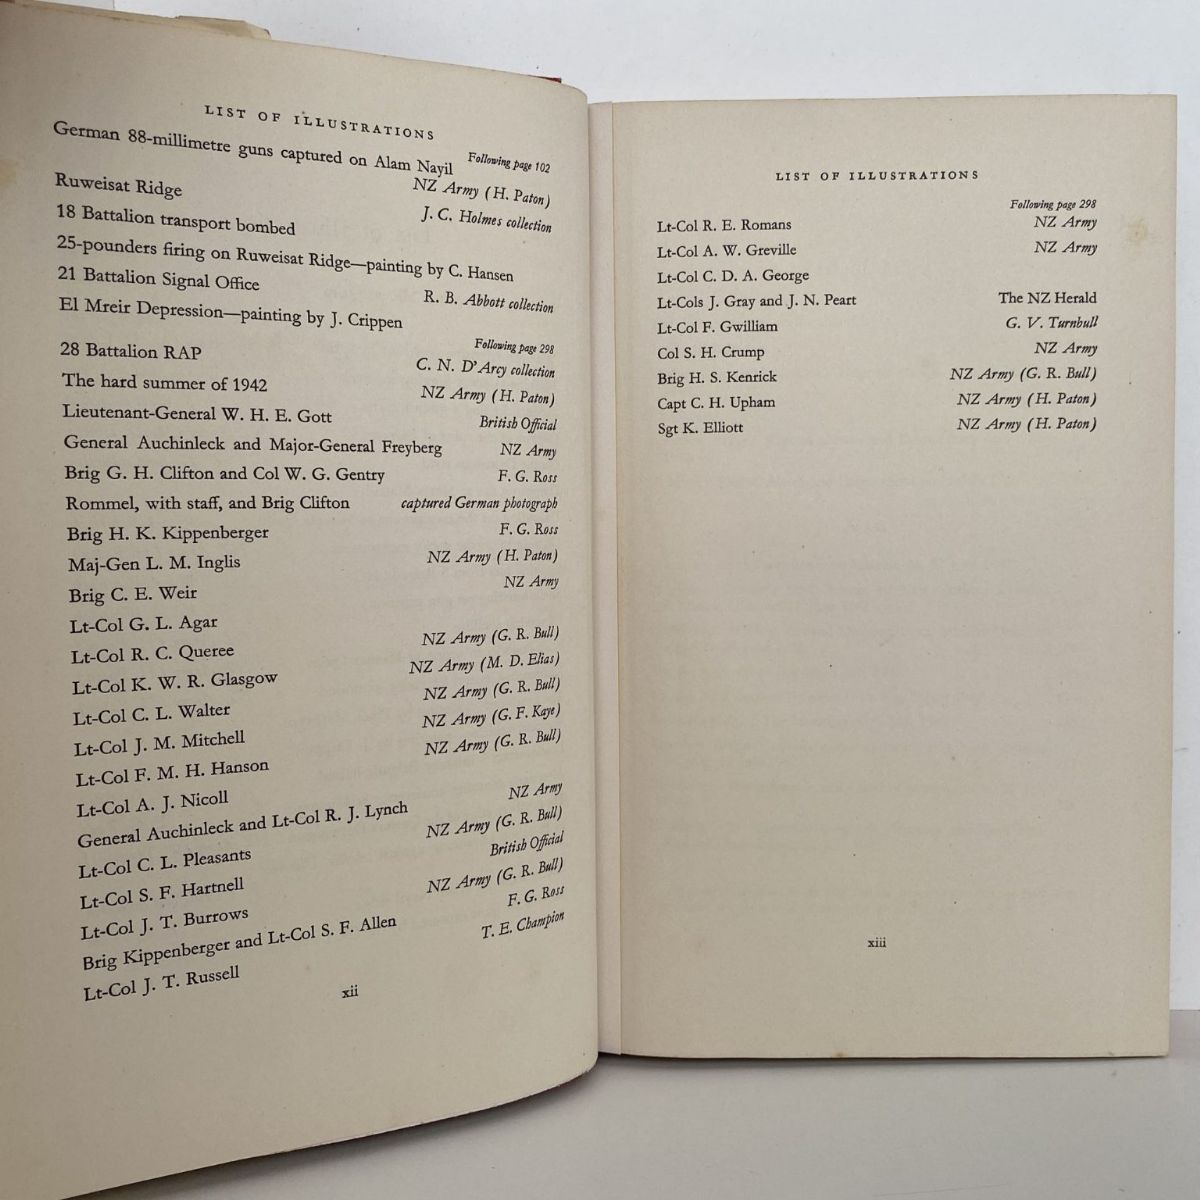 LIST OF ILLUSTRATIONS
Following page 102
German 88-millimetre guns captured on Alam Nayil
NZ Army (H. Paton)
Ruweisat Ridge J. C. Holmes collection
18 Battalion transport bombed
25-pounders firing on Ruweisat Ridge—painting by C. Hansen
21 Battalion Signal Office R. B. Abbott collection
El Mreir Depression—painting by J. Crippen
Following page 298
28 Battalion RAP C. N. D'Arcy collection
The hard summer of 1942 NZ Army (H. Paton)
Lieutenant-General W. H. E. Gott British Official
General Auchinleck and Major-General Freyberg NZ Army
Brig G. H. Clifton and Col W. G. Gentry F. G. Ross
Rommel, with staff, and Brig Clifton captured German photograph
Brig H. K. Kippenberger F. G. Ross
Maj-Gen L. M. Inglis NZ Army (H. Paton)
Brig C. E. Weir NZ Army
Lt-Col G. L. Agar
Lt-Col R. C. Queree NZ Army (G. R. Bull)
Lt-Col K. W. R. Glasgow NZ Army (M. D. Elias)
Lt-Col C. L. Walter NZ Army (G. R. Bull)
Lt-Col J. M. Mitchell NZ Army (G. F. Kaye)
Lt-Col F. M. H. Hanson NZ Army (G. R. Bull)
Lt-Col A. J. Nicoll
General Auchinleck and Lt-Col R. J. Lynch NZ Army
Lt-Col C. L. Pleasants NZ Army (G. R. Bull)
Lt-Col S. F. Hartnell British Official
Lt-Col J. T. Burrows NZ Army (G. R. Bull)
Brig Kippenberger and Lt-Col S. F. Allen F. G. Ross
Lt-Col J. T. Russell T. E. Champion
xii
LIST OF ILLUSTRATIONS
Following page 298
Lt-Col R. E. Romans NZ Army
Lt-Col A. W. Greville NZ Army
Lt-Col C. D. A. George
Lt-Cols J. Gray and J. N. Peart The NZ Herald
Lt-Col F. Gwilliam G. V. Turnbull
Col S. H. Crump NZ Army
Brig H. S. Kenrick NZ Army (G. R. Bull)
Capt C. H. Upham NZ Army (H. Paton)
Sgt K. Elliott NZ Army (H. Paton)
xiii